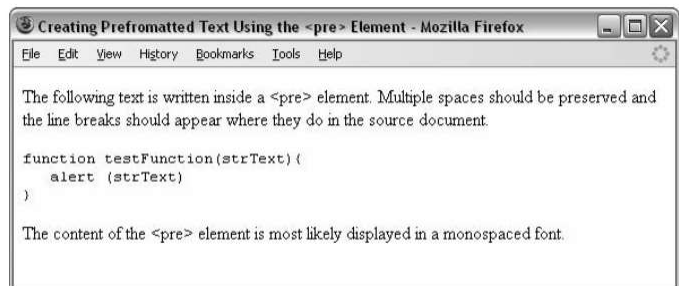 Creating Prefromatted Text Using the <pre> Element - Mozilla Firefox
File Edit View History Bookmarks Tools Help
The following text is written inside a <pre> element. Multiple spaces should be preserved and
the line breaks should appear where they do in the source document.
function testFunction(strText){
   alert (strText)
}
The content of the <pre> element is most likely displayed in a monospaced font.